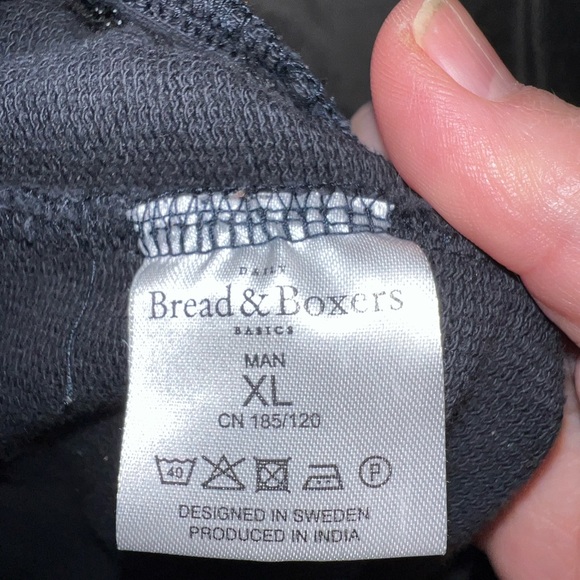 DAILY
Bread & Boxers
BASICS
MAN
XL
CN 185/120
40
P
DESIGNED IN SWEDEN
PRODUCED IN INDIA